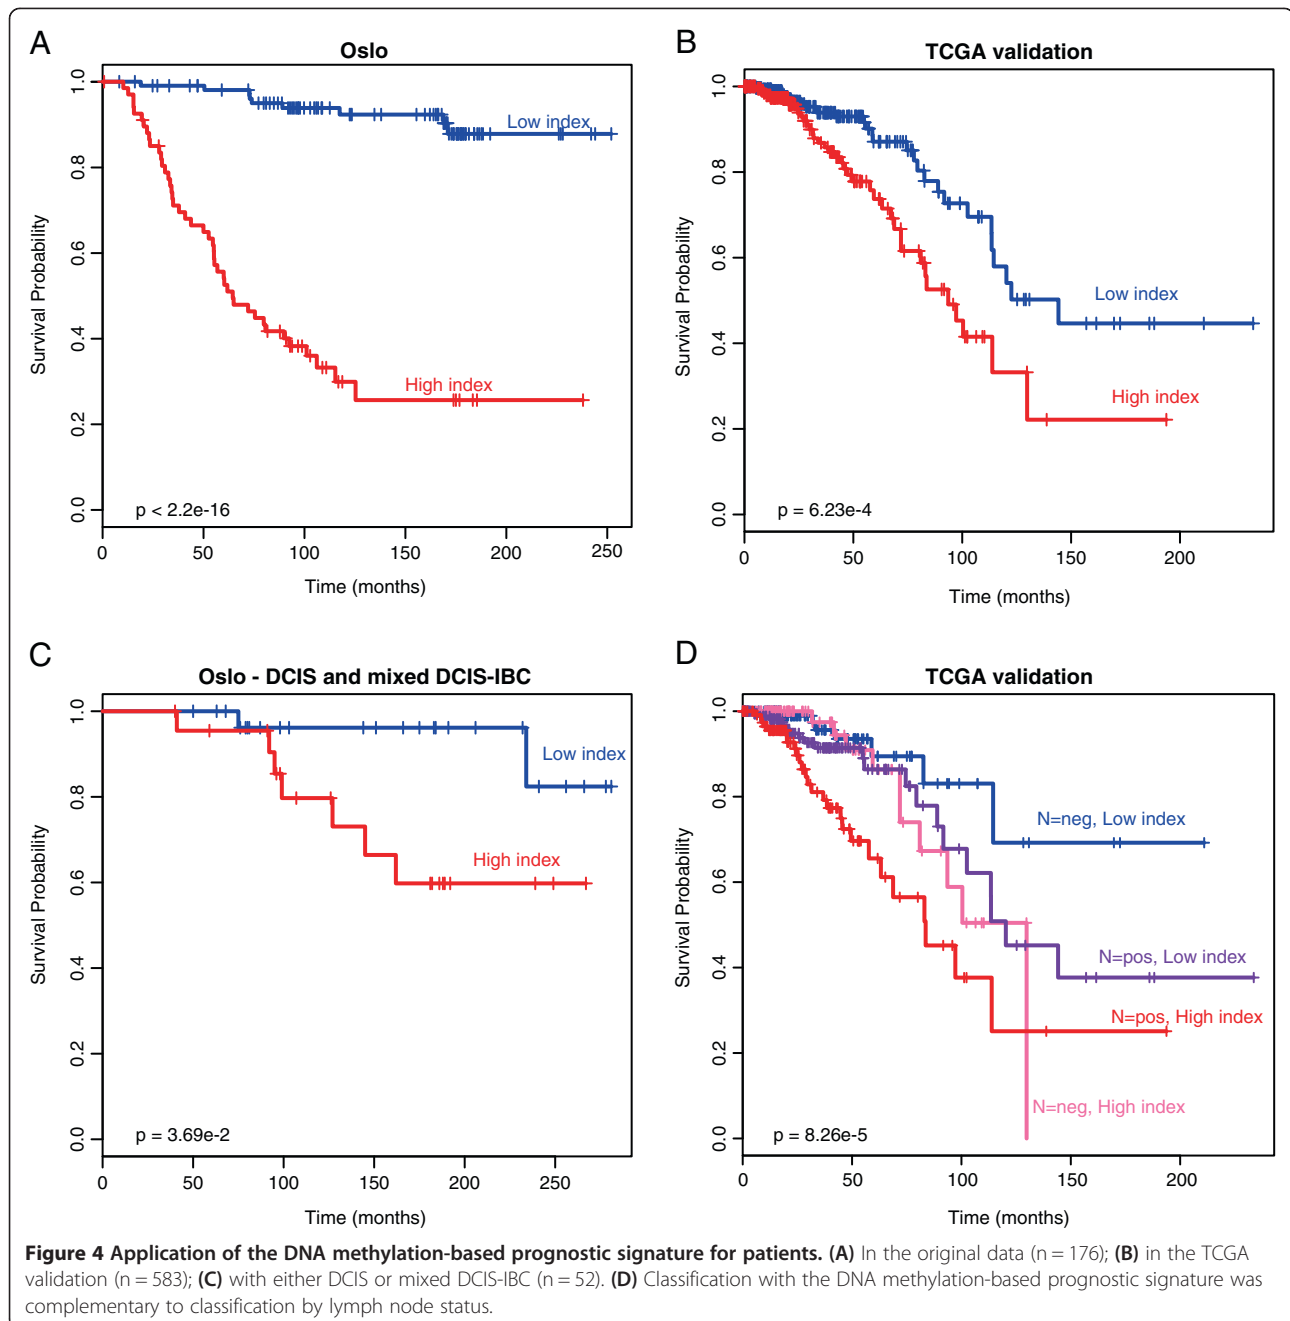 A
Oslo
Survival Probability
1.0
0.8
0.6
0.4
0.2
0.0
Low index
High index
p < 2.2e-16
0 50 100 150 200 250
Time (months)
B
TCGA validation
Survival Probability
1.0
0.8
0.6
0.4
0.2
0.0
Low index
High index
p = 6.23e-4
0 50 100 150 200
Time (months)
C
Oslo - DCIS and mixed DCIS-IBC
Survival Probability
1.0
0.8
0.6
0.4
0.2
0.0
Low index
High index
p = 3.69e-2
0 50 100 150 200 250
Time (months)
D
TCGA validation
Survival Probability
1.0
0.8
0.6
0.4
0.2
0.0
N=neg, Low index
N=pos, Low index
N=pos, High index
N=neg, High index
p = 8.26e-5
0 50 100 150 200
Time (months)
Figure 4 Application of the DNA methylation-based prognostic signature for patients. (A) In the original data (n = 176); (B) in the TCGA
validation (n = 583); (C) with either DCIS or mixed DCIS-IBC (n = 52). (D) Classification with the DNA methylation-based prognostic signature was
complementary to classification by lymph node status.